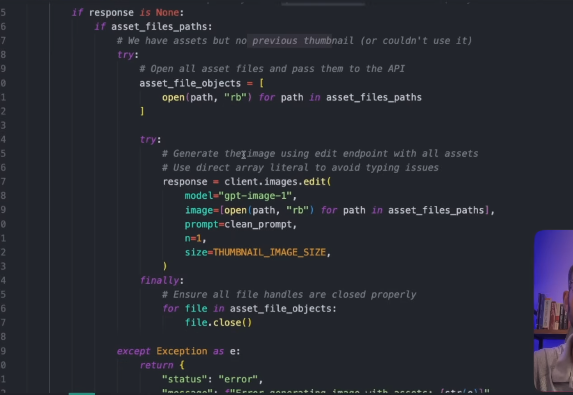 5 if response is None:
6 if asset_files_paths:
7 # We have assets but no previous thumbnail (or couldn't use it)
8 try:
9 # Open all asset files and pass them to the API
0 asset_file_objects = [
1 open(path, "rb") for path in asset_files_paths
2 ]
3
4 try:
5 # Generate the image using edit endpoint with all assets
6 # Use direct array literal to avoid typing issues
7 response = client.images.edit(
8 model="gpt-image-1",
9 image=[open(path, "rb") for path in asset_files_paths],
0 prompt=clean_prompt,
1 n=1,
2 size=THUMBNAIL_IMAGE_SIZE,
3 )
4 finally:
5 # Ensure all file handles are closed properly
6 for file in asset_file_objects:
7 file.close()
8
9 except Exception as e:
0 return {
1 "status": "error",
2 "message": f"Error generating image with assets: {str(e)}"